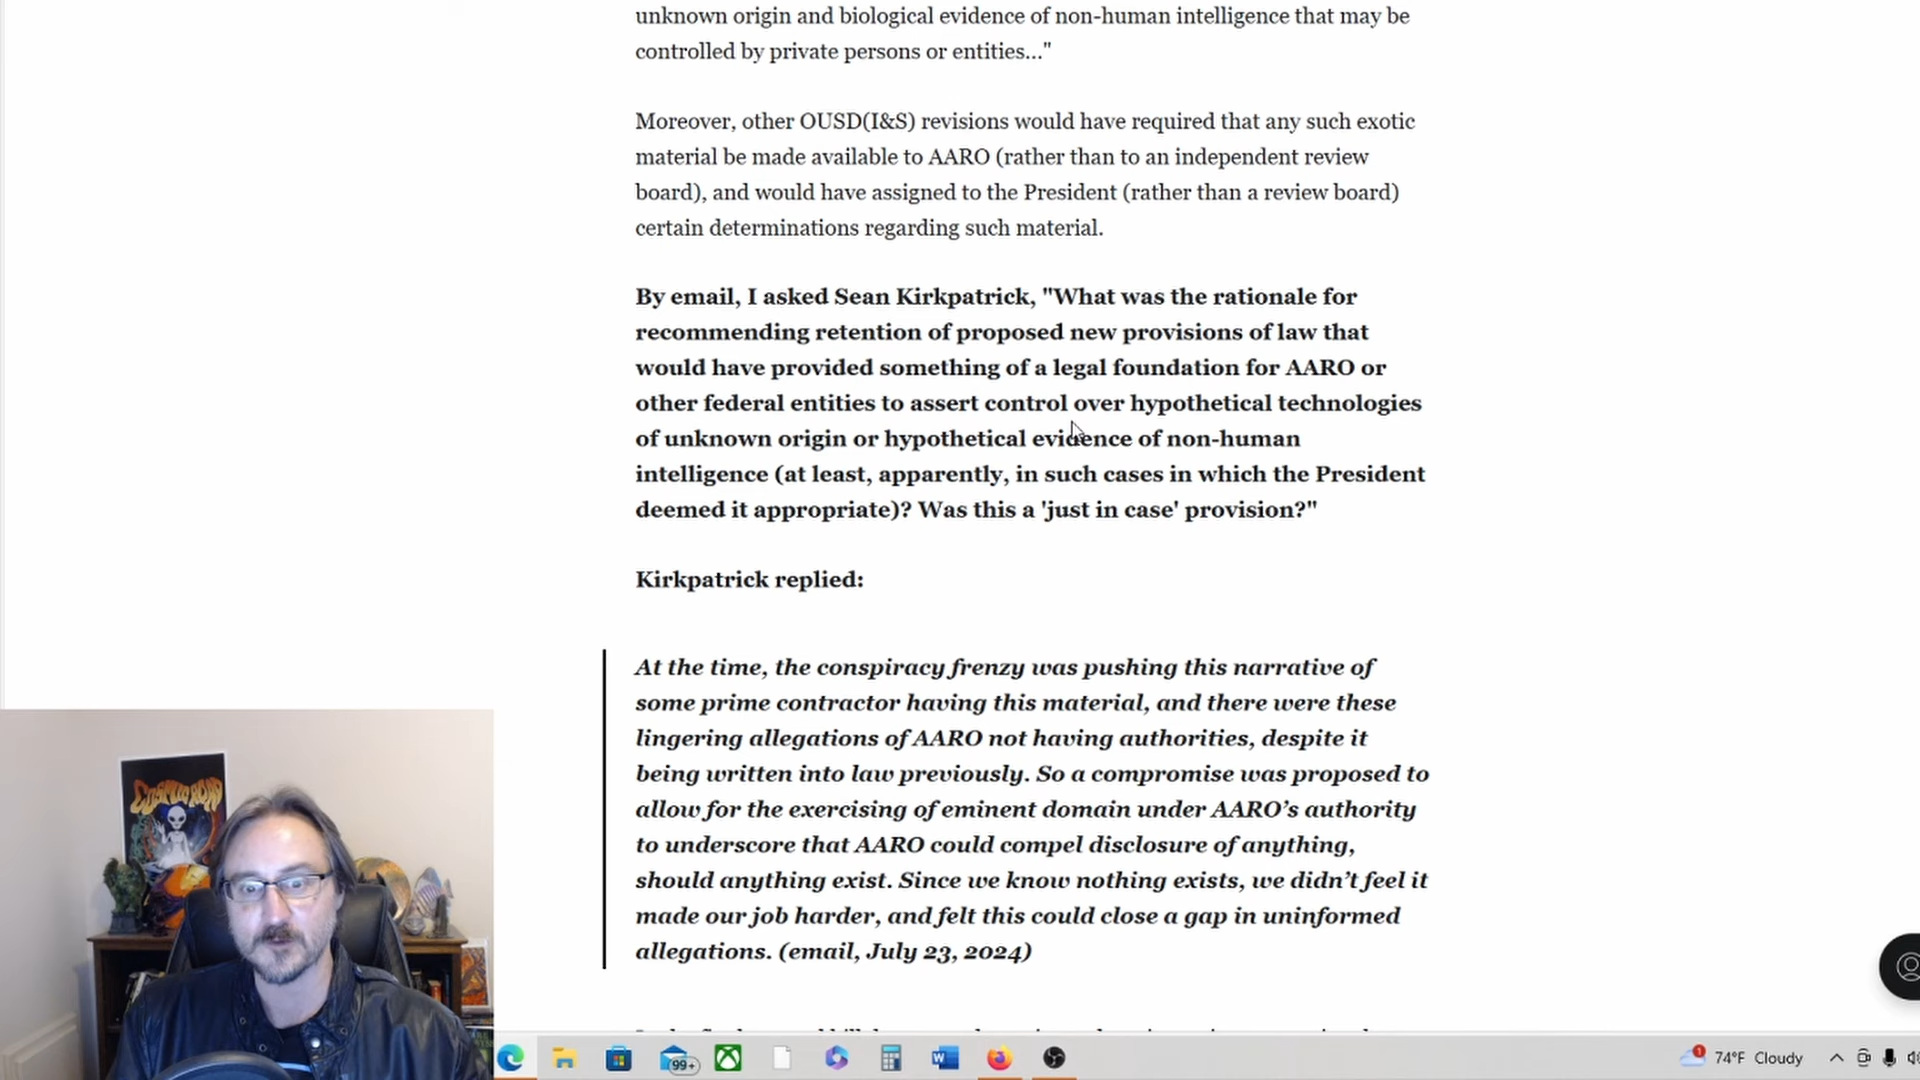 unknown origin and biological evidence of non-human intelligence that may be
controlled by private persons or entities..."
Moreover, other OUSD(I&S) revisions would have required that any such exotic
material be made available to AARO (rather than to an independent review
board), and would have assigned to the President (rather than a review board)
certain determinations regarding such material.
By email, I asked Sean Kirkpatrick, "What was the rationale for
recommending retention of proposed new provisions of law that
would have provided something of a legal foundation for AARO or
other federal entities to assert control over hypothetical technologies
of unknown origin or hypothetical evidence of non-human
intelligence (at least, apparently, in such cases in which the President
deemed it appropriate)? Was this a 'just in case' provision?"
Kirkpatrick replied:
At the time, the conspiracy frenzy was pushing this narrative of
some prime contractor having this material, and there were these
lingering allegations of AARO not having authorities, despite it
being written into law previously. So a compromise was proposed to
allow for the exercising of eminent domain under AARO’s authority
to underscore that AARO could compel disclosure of anything,
should anything exist. Since we know nothing exists, we didn’t feel it
made our job harder, and felt this could close a gap in uninformed
allegations. (email, July 23, 2024)
99+
W
1
74°F Cloudy